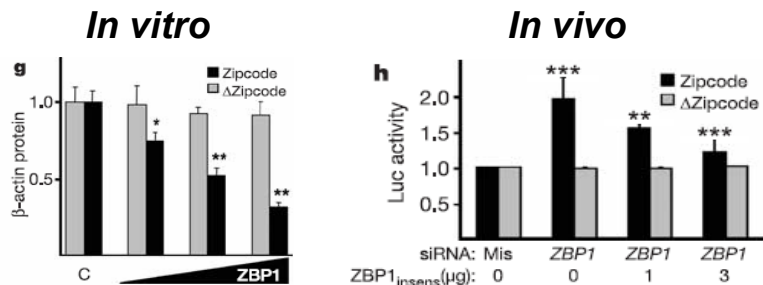 In vitro
In vivo
g
Zipcode
ΔZipcode
β-actin protein
1.0
0.5
*
**
**
C
ZBP1
h
Zipcode
ΔZipcode
Luc activity
2.0
1.5
1.0
0.5
***
**
***
siRNA: Mis ZBP1 ZBP1 ZBP1
ZBP1insens(μg): 0 0 1 3